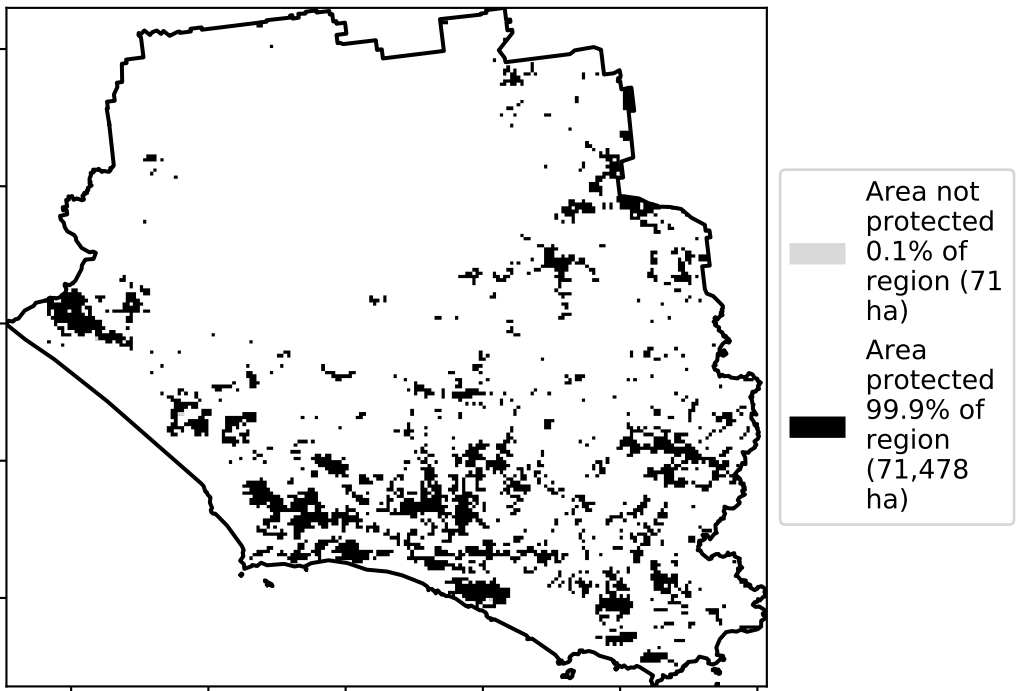 Area not
protected
0.1% of
region (71
ha)
Area
protected
99.9% of
region
(71,478
ha)